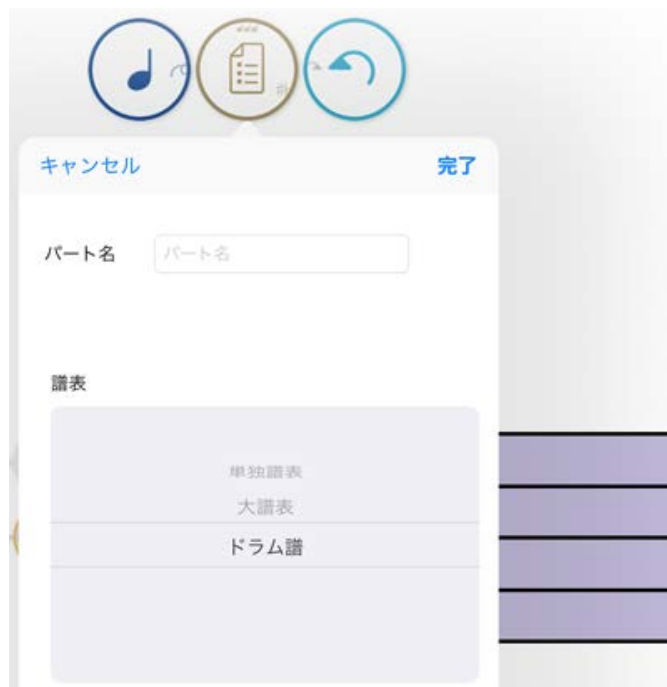 キャンセル 完了
パート名 パート名
譜表
単独譜表
大譜表
ドラム譜